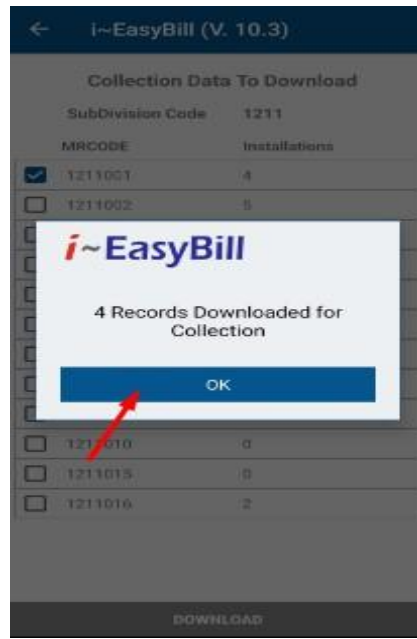 i~EasyBill (V. 10.3)
Collection Data To Download
SubDivision Code 1211
MRCODE Installations
1211001 4
1211002 5
i~EasyBill
4 Records Downloaded for
Collection
OK
1211010 0
1211015 0
1211016 2
DOWNLOAD